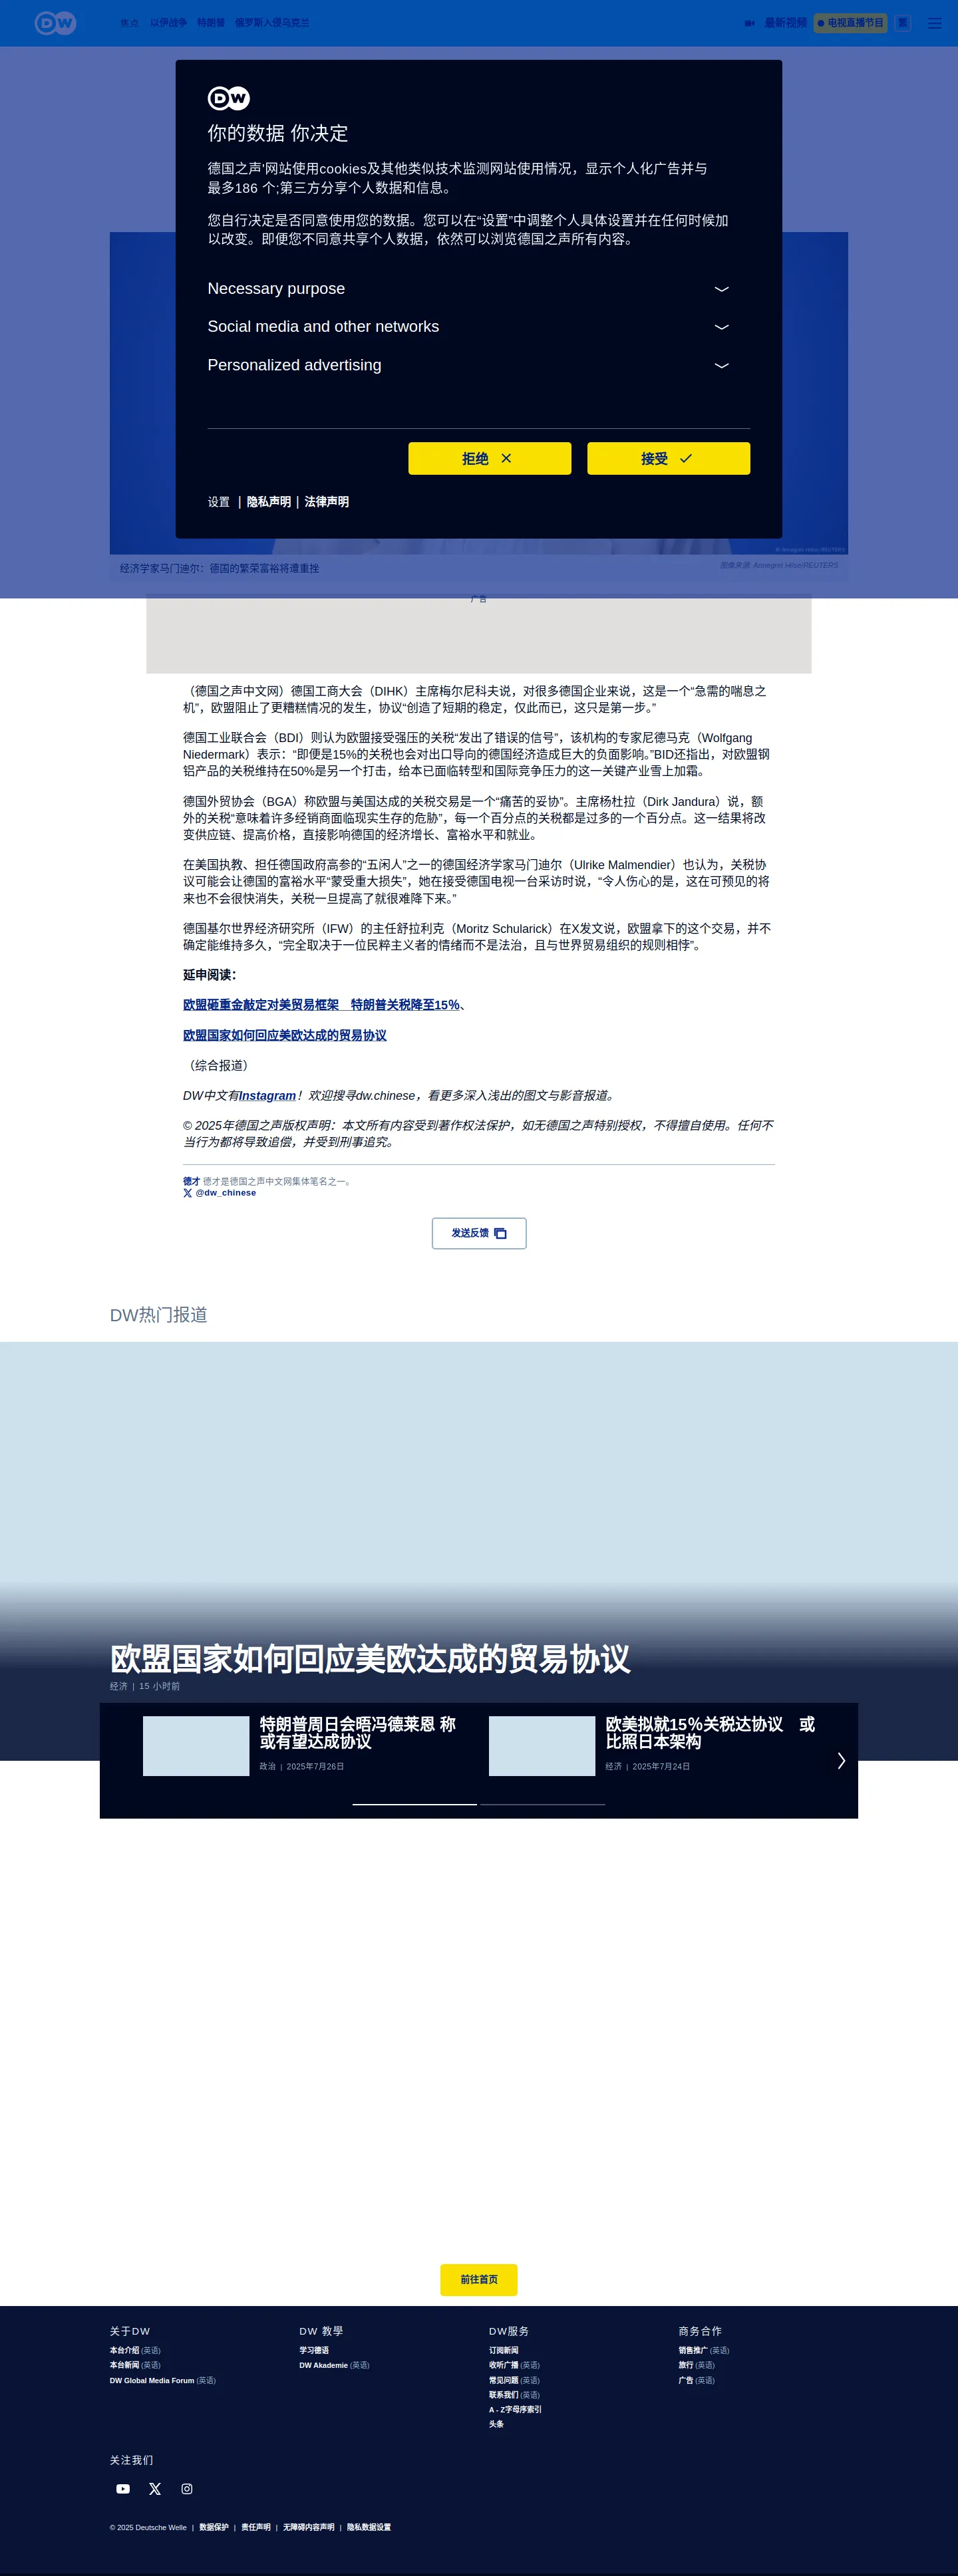 DW 焦点 以伊战争 特朗普 俄罗斯入侵乌克兰 最新视频 电视直播节目 繁
DW
你的数据 你决定
德国之声'网站使用cookies及其他类似技术监测网站使用情况，显示个人化广告并与
最多186 个;第三方分享个人数据和信息。
您自行决定是否同意使用您的数据。您可以在“设置”中调整个人具体设置并在任何时候加
以改变。即便您不同意共享个人数据，依然可以浏览德国之声所有内容。
Necessary purpose
Social media and other networks
Personalized advertising
拒绝 接受
设置 | 隐私声明 | 法律声明
© Annegret Hilse/REUTERS
经济学家马门迪尔：德国的繁荣富裕将遭重挫 图像来源: Annegret Hilse/REUTERS
广告
（德国之声中文网）德国工商大会（DIHK）主席梅尔尼科夫说，对很多德国企业来说，这是一个“急需的喘息之
机”，欧盟阻止了更糟糕情况的发生，协议“创造了短期的稳定，仅此而已，这只是第一步。”
德国工业联合会（BDI）则认为欧盟接受强压的关税“发出了错误的信号”，该机构的专家尼德马克（Wolfgang
Niedermark）表示：“即便是15%的关税也会对出口导向的德国经济造成巨大的负面影响。”BID还指出，对欧盟钢
铝产品的关税维持在50%是另一个打击，给本已面临转型和国际竞争压力的这一关键产业雪上加霜。
德国外贸协会（BGA）称欧盟与美国达成的关税交易是一个“痛苦的妥协”。主席杨杜拉（Dirk Jandura）说，额
外的关税“意味着许多经销商面临现实生存的危胁”，每一个百分点的关税都是过多的一个百分点。这一结果将改
变供应链、提高价格，直接影响德国的经济增长、富裕水平和就业。
在美国执教、担任德国政府高参的“五闲人”之一的德国经济学家马门迪尔（Ulrike Malmendier）也认为，关税协
议可能会让德国的富裕水平“蒙受重大损失”，她在接受德国电视一台采访时说，“令人伤心的是，这在可预见的将
来也不会很快消失，关税一旦提高了就很难降下来。”
德国基尔世界经济研究所（IFW）的主任舒拉利克（Moritz Schularick）在X发文说，欧盟拿下的这个交易，并不
确定能维持多久，“完全取决于一位民粹主义者的情绪而不是法治，且与世界贸易组织的规则相悖”。
延申阅读：
欧盟砸重金敲定对美贸易框架　特朗普关税降至15%、
欧盟国家如何回应美欧达成的贸易协议
（综合报道）
DW中文有Instagram！欢迎搜寻dw.chinese，看更多深入浅出的图文与影音报道。
© 2025年德国之声版权声明：本文所有内容受到著作权法保护，如无德国之声特别授权，不得擅自使用。任何不
当行为都将导致追偿，并受到刑事追究。
德才 德才是德国之声中文网集体笔名之一。
@dw_chinese
发送反馈
DW热门报道
欧盟国家如何回应美欧达成的贸易协议
经济 | 15 小时前
特朗普周日会晤冯德莱恩 称
或有望达成协议
政治 | 2025年7月26日
欧美拟就15%关税达协议　或
比照日本架构
经济 | 2025年7月24日
前往首页
关于DW
本台介绍 (英语)
本台新闻 (英语)
DW Global Media Forum (英语)
DW 教學
学习德语
DW Akademie (英语)
DW服务
订阅新闻
收听广播 (英语)
常见问题 (英语)
联系我们 (英语)
A - Z字母序索引
头条
商务合作
销售推广 (英语)
旅行 (英语)
广告 (英语)
关注我们
© 2025 Deutsche Welle | 数据保护 | 责任声明 | 无障碍内容声明 | 隐私数据设置